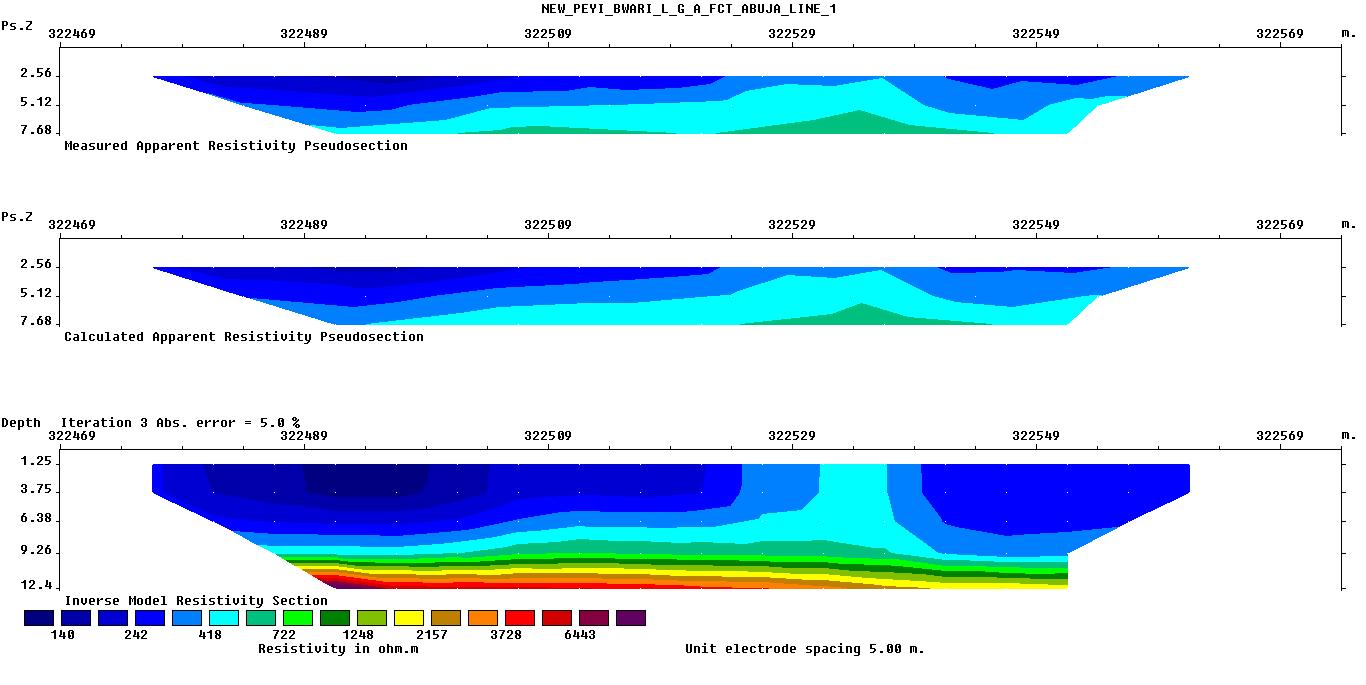 NEW_PEYI_BWARI_L_G_A_FCT_ABUJA_LINE_1
Ps.Z
322469 322489 322509 322529 322549 322569 m.
2.56
5.12
7.68
Measured Apparent Resistivity Pseudosection
Ps.Z
322469 322489 322509 322529 322549 322569 m.
2.56
5.12
7.68
Calculated Apparent Resistivity Pseudosection
Depth Iteration 3 Abs. error = 5.0 %
322469 322489 322509 322529 322549 322569 m.
1.25
3.75
6.38
9.26
12.4
Inverse Model Resistivity Section
140 242 418 722 1248 2157 3728 6443
Resistivity in ohm.m Unit electrode spacing 5.00 m.